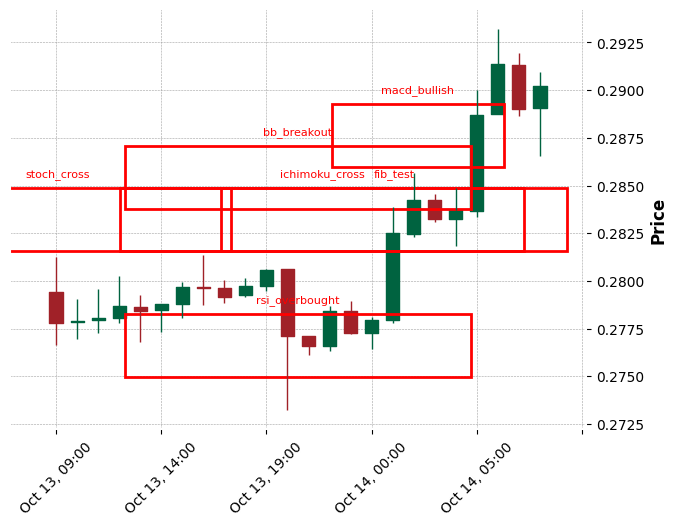 0.2925
macd_bullish
0.2900
bb_breakout
0.2875
stoch_cross
ichimoku_cross
fib_test
0.2850
0.2825
0.2800
rsi_overbought
0.2775
0.2750
0.2725
Price
Oct 13, 09:00
Oct 13, 14:00
Oct 13, 19:00
Oct 14, 00:00
Oct 14, 05:00